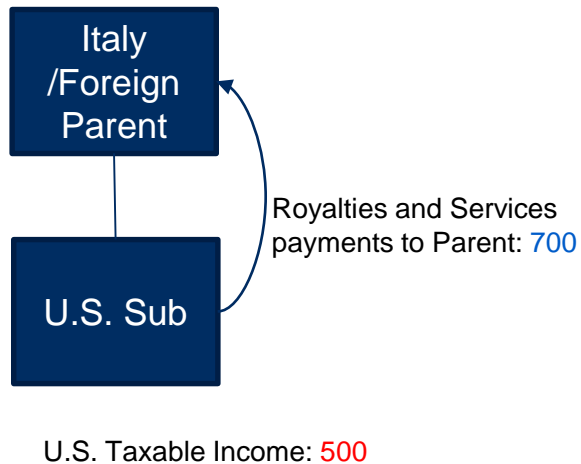 Italy
/Foreign
Parent
Royalties and Services
payments to Parent: 700
U.S. Sub
U.S. Taxable Income: 500